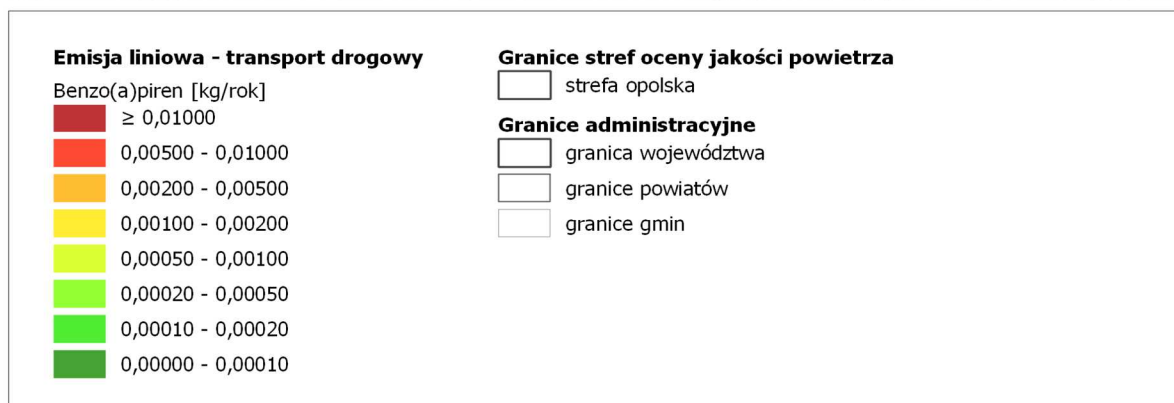 Emisja liniowa - transport drogowy
Benzo(a)piren [kg/rok]
≥ 0,01000
0,00500 - 0,01000
0,00200 - 0,00500
0,00100 - 0,00200
0,00050 - 0,00100
0,00020 - 0,00050
0,00010 - 0,00020
0,00000 - 0,00010
Granice stref oceny jakości powietrza
strefa opolska
Granice administracyjne
granica województwa
granice powiatów
granice gmin